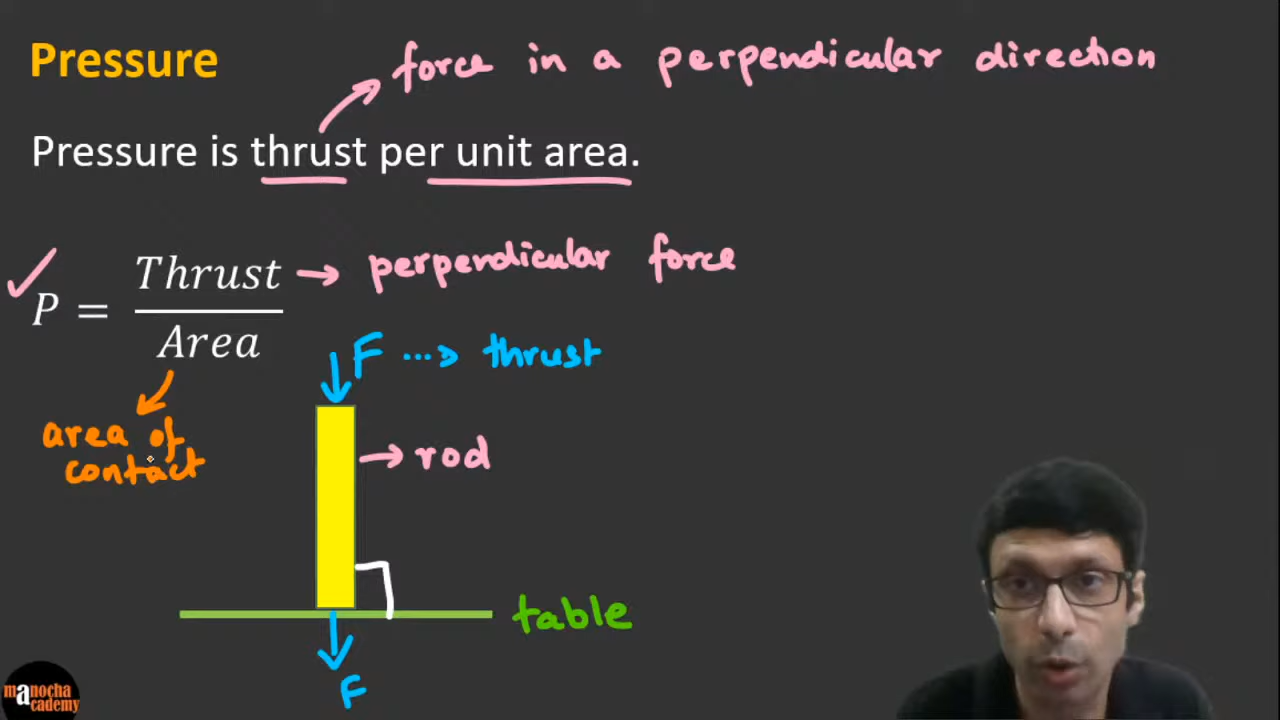 Pressure
force in a perpendicular direction
Pressure is thrust per unit area.
P = Thrust / Area
perpendicular force
F ...> thrust
area of
contact
rod
table
F
manocha
academy